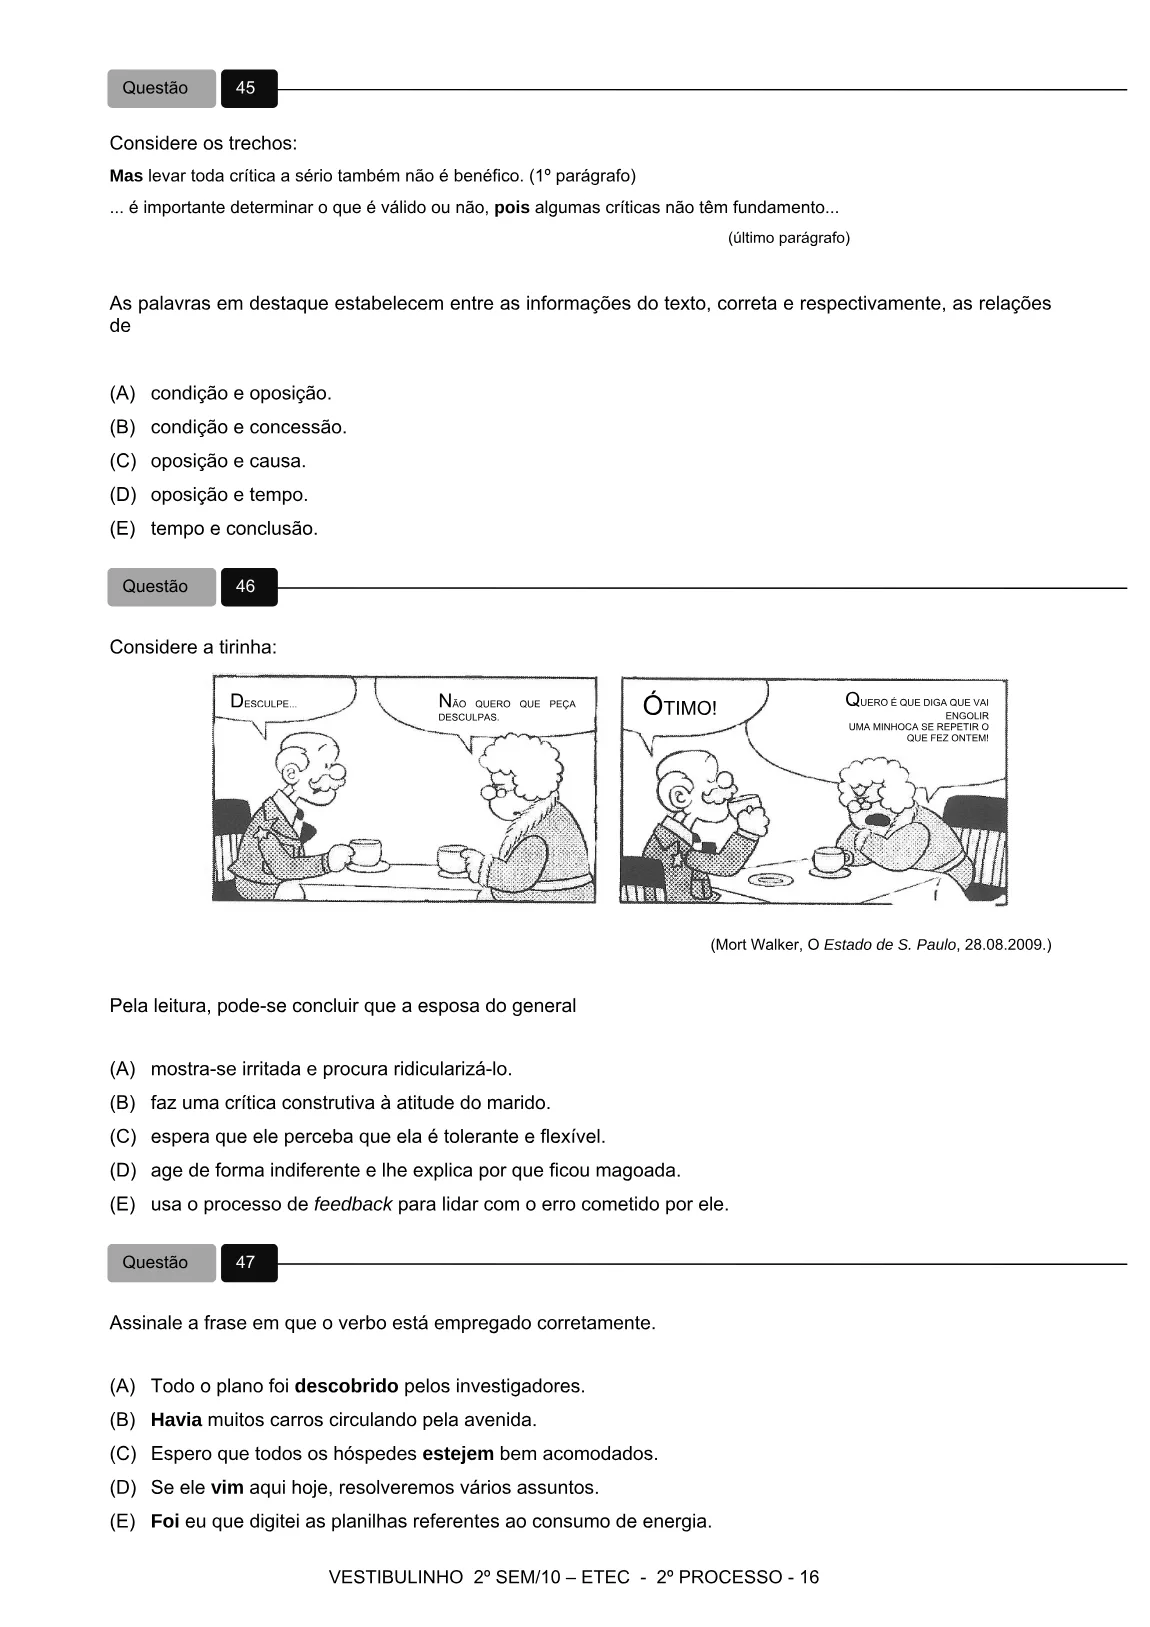 Questão 45
Considere os trechos:
Mas levar toda crítica a sério também não é benéfico. (1º parágrafo)
... é importante determinar o que é válido ou não, pois algumas críticas não têm fundamento...
(último parágrafo)
As palavras em destaque estabelecem entre as informações do texto, correta e respectivamente, as relações
de
(A) condição e oposição.
(B) condição e concessão.
(C) oposição e causa.
(D) oposição e tempo.
(E) tempo e conclusão.
Questão 46
Considere a tirinha:
DESCULPE...
NÃO QUERO QUE PEÇA
DESCULPAS.
ÓTIMO!
QUERO É QUE DIGA QUE VAI
ENGOLIR
UMA MINHOCA SE REPETIR O
QUE FEZ ONTEM!
(Mort Walker, O Estado de S. Paulo, 28.08.2009.)
Pela leitura, pode-se concluir que a esposa do general
(A) mostra-se irritada e procura ridicularizá-lo.
(B) faz uma crítica construtiva à atitude do marido.
(C) espera que ele perceba que ela é tolerante e flexível.
(D) age de forma indiferente e lhe explica por que ficou magoada.
(E) usa o processo de feedback para lidar com o erro cometido por ele.
Questão 47
Assinale a frase em que o verbo está empregado corretamente.
(A) Todo o plano foi descobrido pelos investigadores.
(B) Havia muitos carros circulando pela avenida.
(C) Espero que todos os hóspedes estejem bem acomodados.
(D) Se ele vim aqui hoje, resolveremos vários assuntos.
(E) Foi eu que digitei as planilhas referentes ao consumo de energia.
VESTIBULINHO 2º SEM/10 – ETEC - 2º PROCESSO - 16